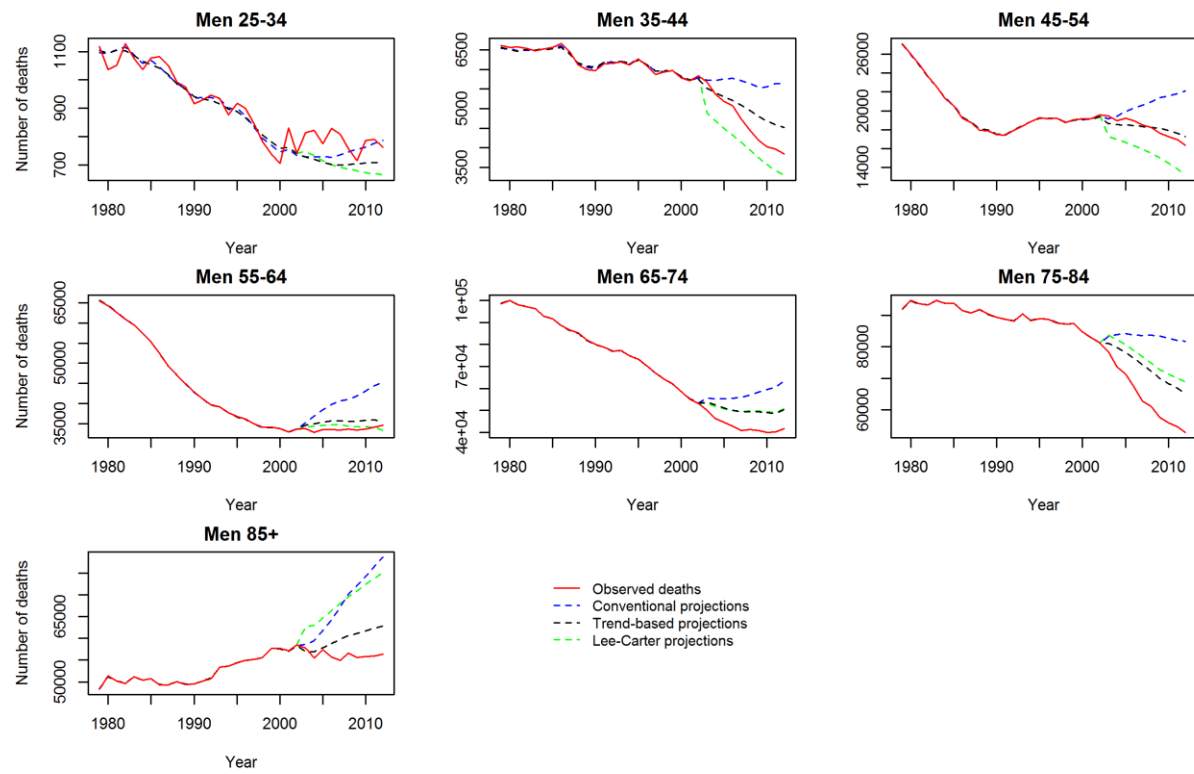 Men 25-34
Number of deaths
700 900 1100
1980 1990 2000 2010
Year
Men 35-44
3500 5000 6500
1980 1990 2000 2010
Year
Men 45-54
14000 20000 26000
1980 1990 2000 2010
Year
Men 55-64
Number of deaths
35000 50000 65000
1980 1990 2000 2010
Year
Men 65-74
4e+04 7e+04 1e+05
1980 1990 2000 2010
Year
Men 75-84
60000 80000
1980 1990 2000 2010
Year
Men 85+
Number of deaths
50000 65000
1980 1990 2000 2010
Year
Observed deaths
Conventional projections
Trend-based projections
Lee-Carter projections